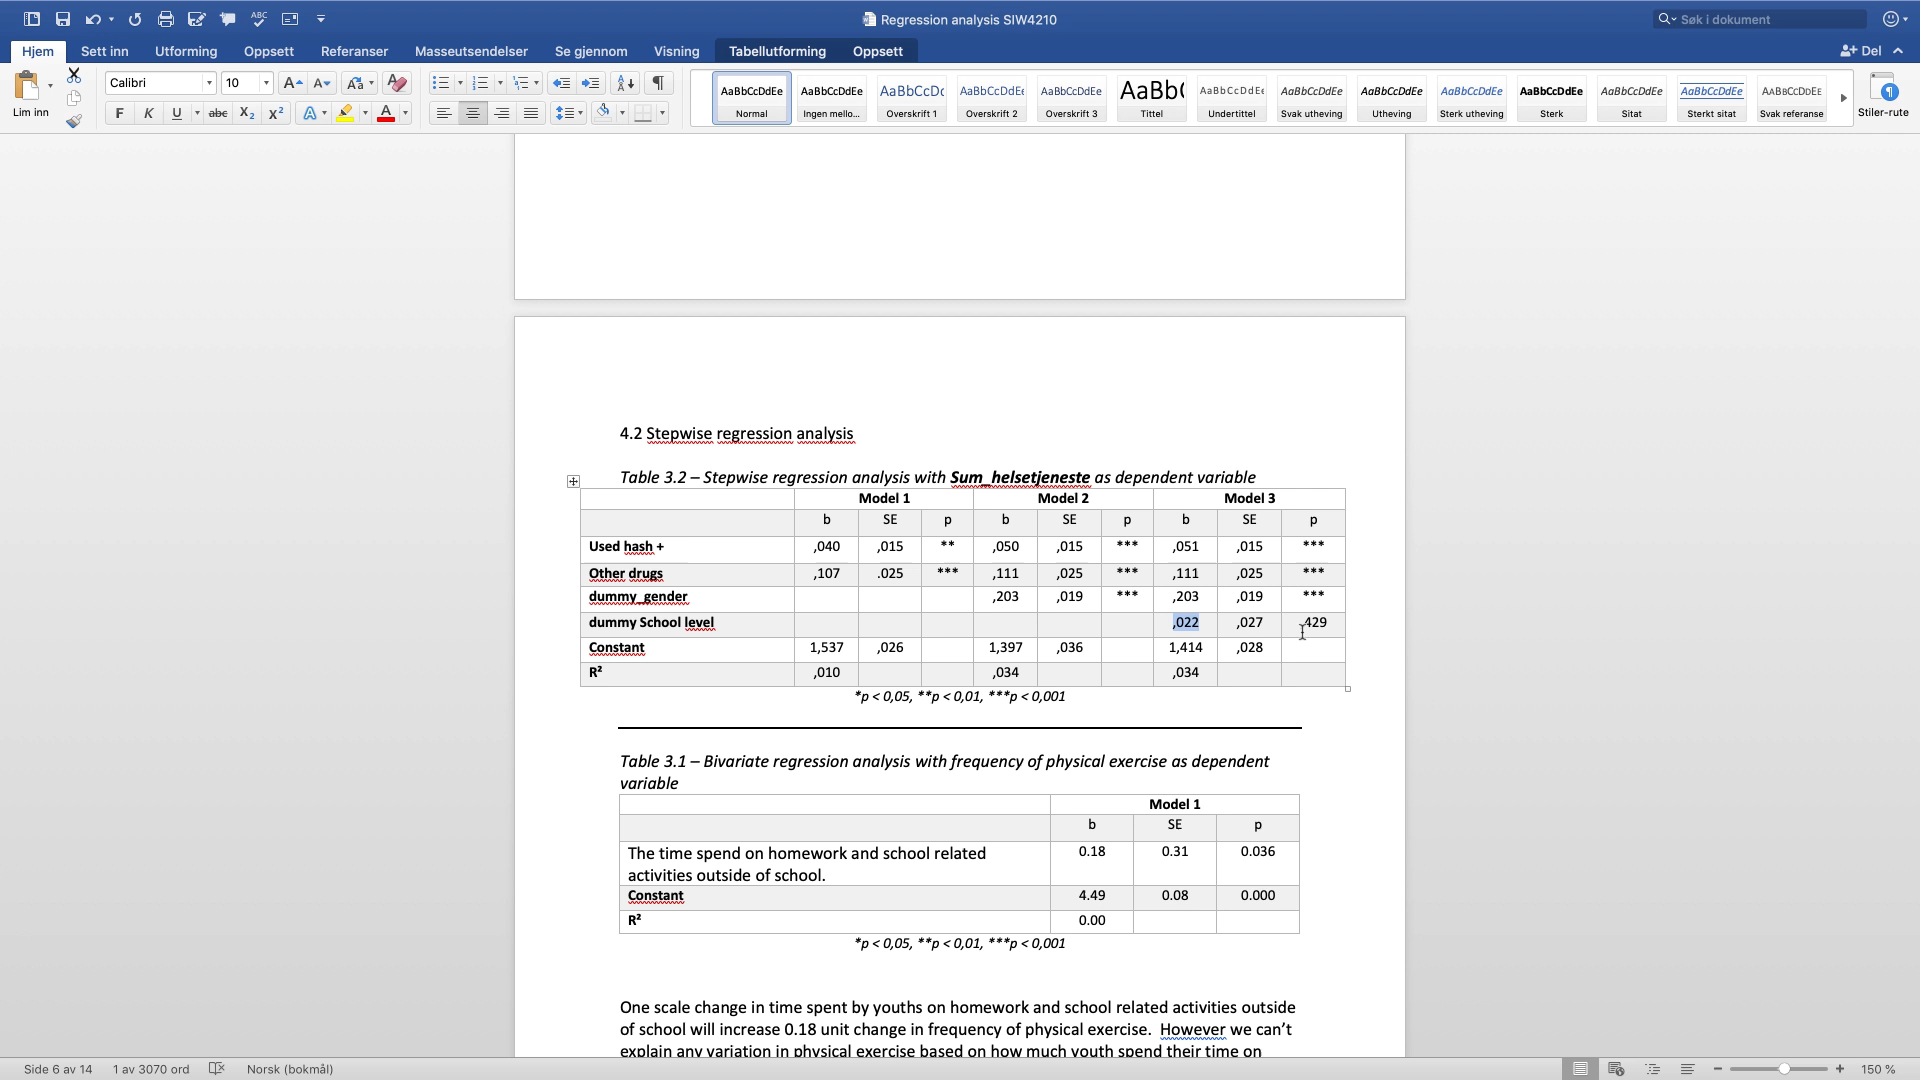 Regression analysis SIW4210
Søk i dokument
Hjem Sett inn Utforming Oppsett Referanser Masseutsendelser Se gjennom Visning Tabellutforming Oppsett Del
Lim inn
Calibri 10
F K U abc X₂ X² A A
AaBbCcDdEe AaBbCcDdEe AaBbCcDc AaBbCcDdEe AaBbCcDdEe AaBb( AaBbCcDdEe AaBbCcDdEe AaBbCcDdEe AaBbCcDdEe AaBbCcDdEe AaBbCcDdEe AaBbCcDdEe AaBbCcDdEe
Normal Ingen mello... Overskrift 1 Overskrift 2 Overskrift 3 Tittel Undertittel Svak utheving Utheving Sterk utheving Sterk Sitat Sterkt sitat Svak referanse
Stiler-rute
4.2 Stepwise regression analysis
Table 3.2 – Stepwise regression analysis with Sum_helsetjeneste as dependent variable
Model 1 Model 2 Model 3
b SE p b SE p b SE p
Used hash + ,040 ,015 ** ,050 ,015 *** ,051 ,015 ***
Other drugs ,107 .025 *** ,111 ,025 *** ,111 ,025 ***
dummy_gender ,203 ,019 *** ,203 ,019 ***
dummy School level ,022 ,027 ,429
Constant 1,537 ,026 1,397 ,036 1,414 ,028
R² ,010 ,034 ,034
*p < 0,05, **p < 0,01, ***p < 0,001
Table 3.1 – Bivariate regression analysis with frequency of physical exercise as dependent
variable
Model 1
b SE p
The time spend on homework and school related 0.18 0.31 0.036
activities outside of school.
Constant 4.49 0.08 0.000
R² 0.00
*p < 0,05, **p < 0,01, ***p < 0,001
One scale change in time spent by youths on homework and school related activities outside
of school will increase 0.18 unit change in frequency of physical exercise. However we can't
explain any variation in physical exercise based on how much youth spend their time on
Side 6 av 14 1 av 3070 ord Norsk (bokmål) 150 %